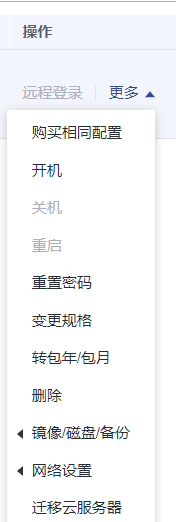 操作
远程登录 更多
购买相同配置
开机
关机
重启
重置密码
变更规格
转包年/包月
删除
镜像/磁盘/备份
网络设置
迁移云服务器